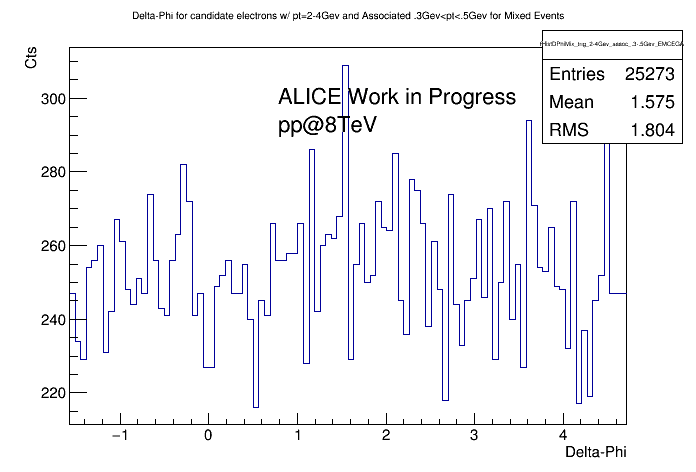 Delta-Phi for candidate electrons w/ pt=2-4Gev and Associated .3Gev<pt<.5Gev for Mixed Events
Cts
ALICE Work in Progress
pp@8TeV
Entries 25273
Mean 1.575
RMS 1.804
300
280
260
240
220
−1 0 1 2 3 4
Delta-Phi